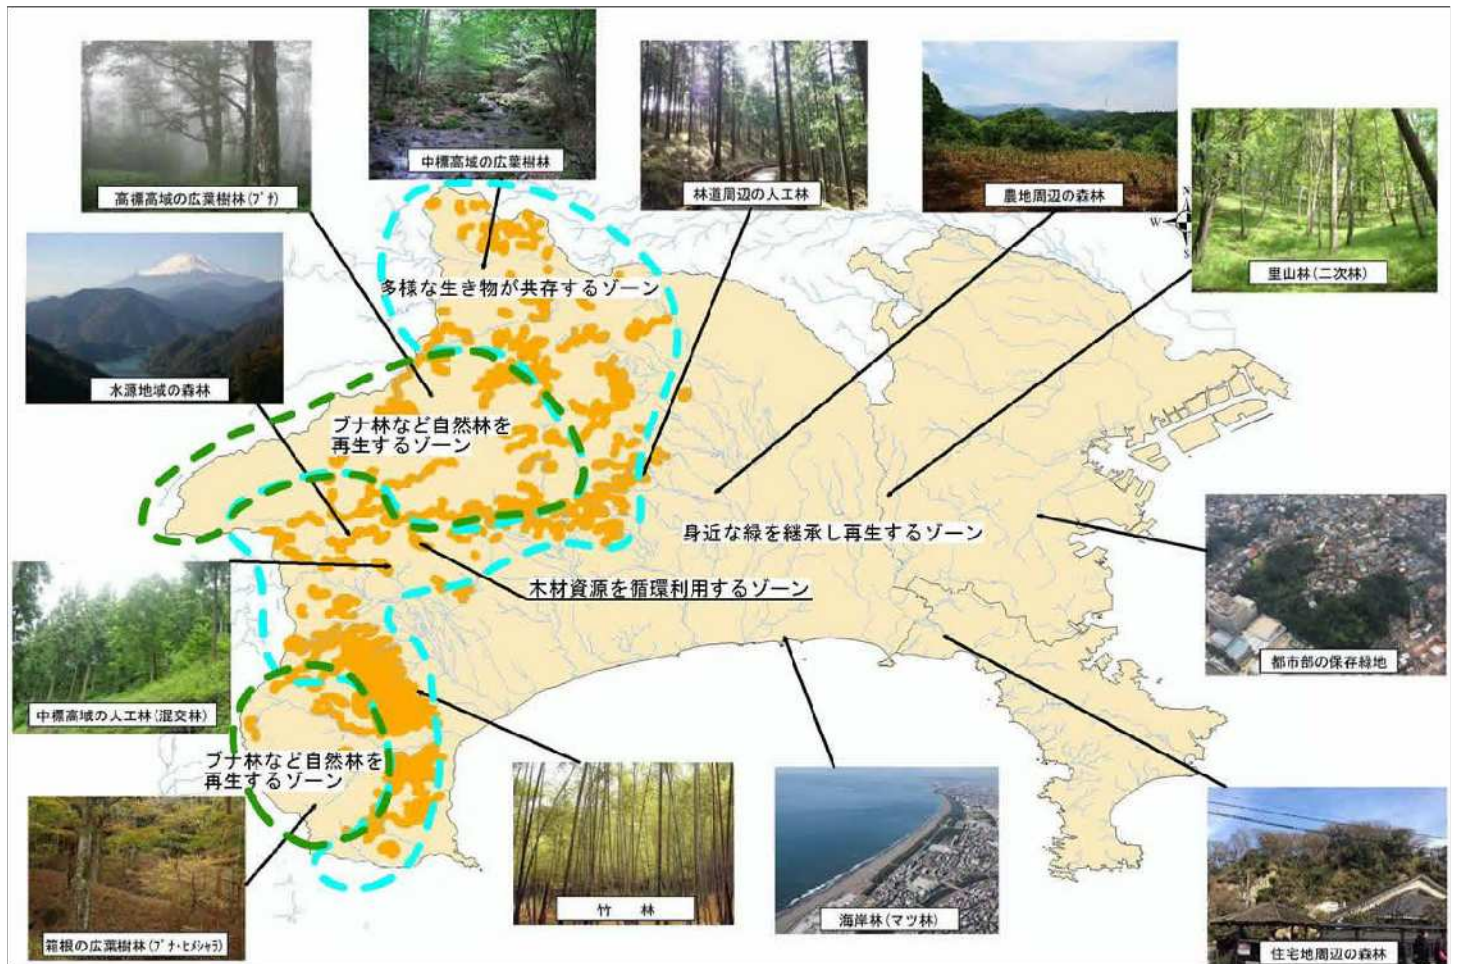 中標高域の広葉樹林
高標高域の広葉樹林(ブナ)
林道周辺の人工林
農地周辺の森林
N
W
S
里山林(二次林)
多様な生き物が共存するゾーン
水源地域の森林
ブナ林など自然林を
再生するゾーン
身近な緑を継承し再生するゾーン
木材資源を循環利用するゾーン
都市部の保存緑地
中標高域の人工林(混交林)
ブナ林など自然林を
再生するゾーン
竹 林
海岸林(マツ林)
箱根の広葉樹林(ブナ・ヒメシャラ)
住宅地周辺の森林